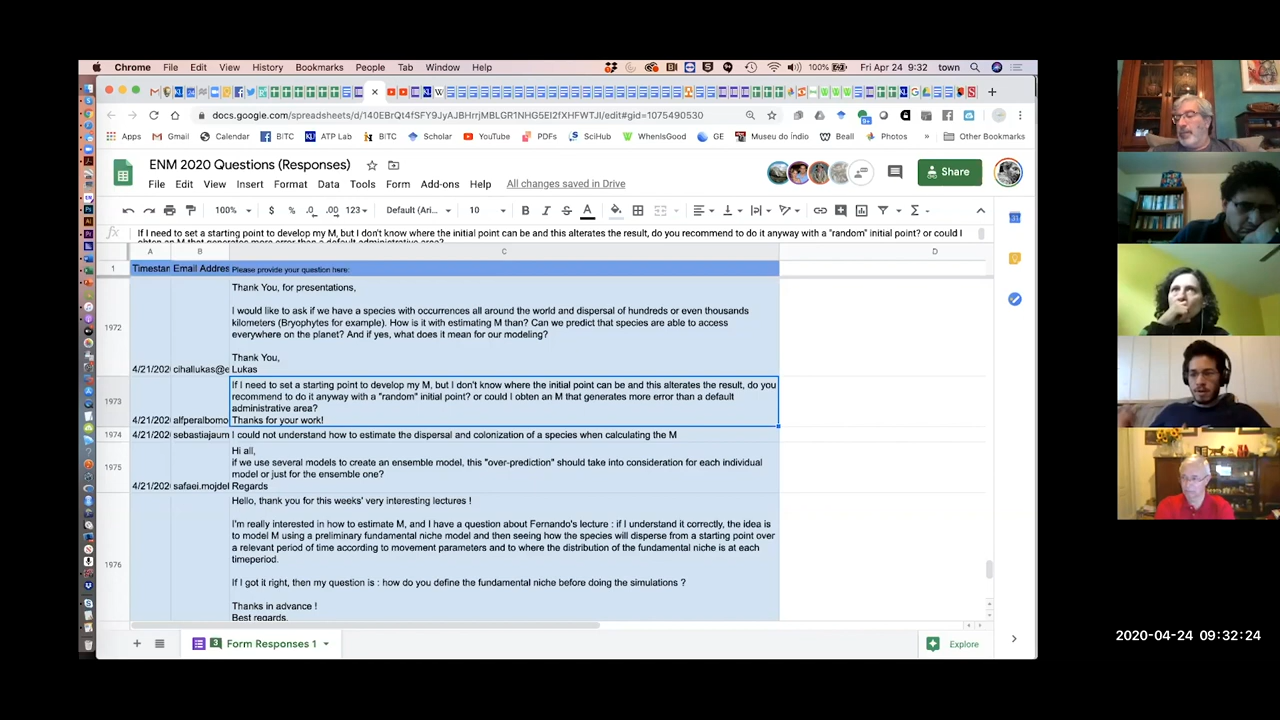 Chrome File Edit View History Bookmarks People Tab Window Help 100% Fri Apr 24 9:32 town
docs.google.com/spreadsheets/d/140EBrQt4fSFY9JyAJBHrrjMBLGR1NHG5EI2fXHFWTJI/edit#gid=1075490530
Apps Gmail Calendar BITC ATP Lab BITC Scholar YouTube PDFs SciHub WhenIsGood GE Museu do Índio Beall Photos » Other Bookmarks
ENM 2020 Questions (Responses)
File Edit View Insert Format Data Tools Form Add-ons Help All changes saved in Drive
Share
100% $ % .0 .00 123 Default (Ari... 10 B I S A
fx If I need to set a starting point to develop my M, but I don't know where the initial point can be and this alterates the result, do you recommend to do it anyway with a "random" initial point? or could I
obten an M that generates more error than a default administrative area?
A B C D
1 Timestar Email Addres Please provide your question here:
Thank You, for presentations,
I would like to ask if we have a species with occurrences all around the world and dispersal of hundreds or even thousands
1972 kilometers (Bryophytes for example). How is it with estimating M than? Can we predict that species are able to access
everywhere on the planet? And if yes, what does it mean for our modeling?
Thank You,
4/21/202 cihallukas@e Lukas
If I need to set a starting point to develop my M, but I don't know where the initial point can be and this alterates the result, do you
1973 recommend to do it anyway with a "random" initial point? or could I obten an M that generates more error than a default
administrative area?
4/21/202 alfperalbomo Thanks for your work!
1974 4/21/202 sebastiajaum I could not understand how to estimate the dispersal and colonization of a species when calculating the M
Hi all,
1975 if we use several models to create an ensemble model, this "over-prediction" should take into consideration for each individual
model or just for the ensemble one?
4/21/202 safaei.mojdel Regards
Hello, thank you for this weeks' very interesting lectures !
I'm really interested in how to estimate M, and I have a question about Fernando's lecture : if I understand it correctly, the idea is
to model M using a preliminary fundamental niche model and then seeing how the species will disperse from a starting point over
a relevant period of time according to movement parameters and to where the distribution of the fundamental niche is at each
1976 timeperiod.
If I got it right, then my question is : how do you define the fundamental niche before doing the simulations ?
Thanks in advance !
Best regards,
3 Form Responses 1
Explore
2020-04-24 09:32:24